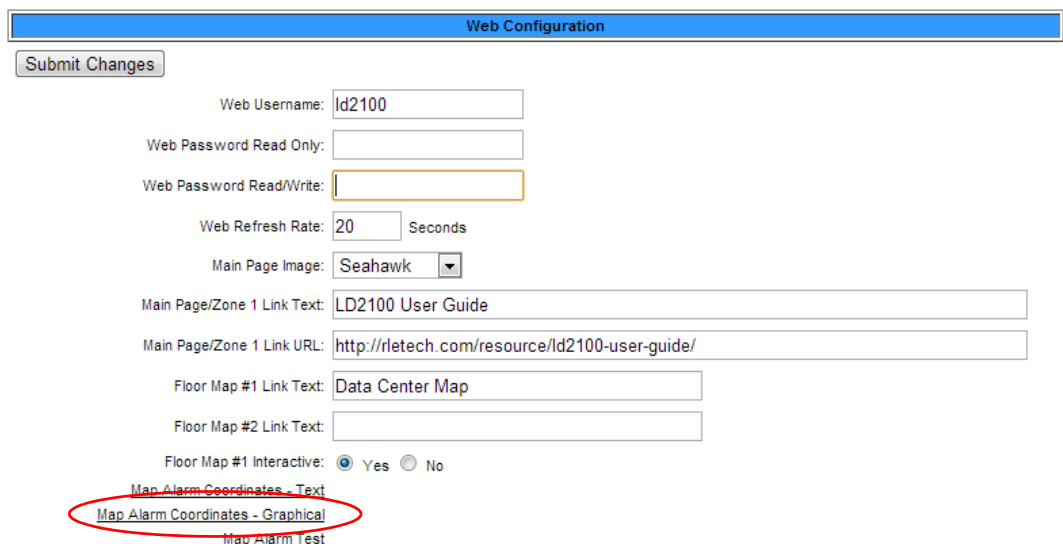 Web Configuration
Submit Changes
Web Username: ld2100
Web Password Read Only:
Web Password Read/Write:
Web Refresh Rate: 20 Seconds
Main Page Image: Seahawk
Main Page/Zone 1 Link Text: LD2100 User Guide
Main Page/Zone 1 Link URL: http://rletech.com/resource/ld2100-user-guide/
Floor Map #1 Link Text: Data Center Map
Floor Map #2 Link Text:
Floor Map #1 Interactive: Yes No
Map Alarm Coordinates - Text
Map Alarm Coordinates - Graphical
Map Alarm Test